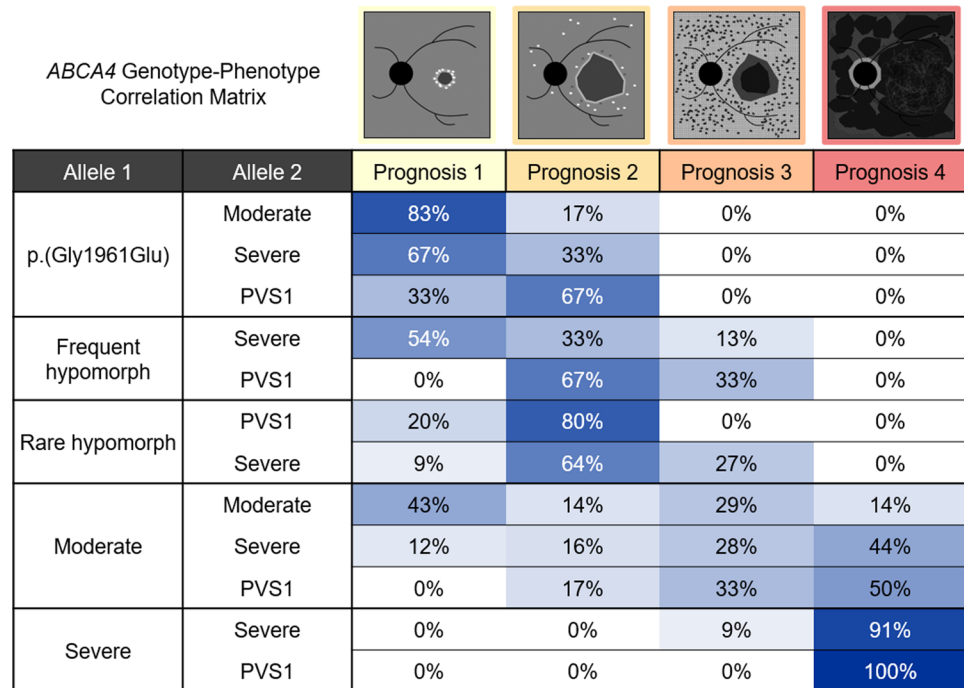 ABCA4 Genotype-Phenotype
Correlation Matrix
Allele 1 Allele 2 Prognosis 1 Prognosis 2 Prognosis 3 Prognosis 4
p.(Gly1961Glu) Moderate 83% 17% 0% 0%
Severe 67% 33% 0% 0%
PVS1 33% 67% 0% 0%
Frequent
hypomorph Severe 54% 33% 13% 0%
PVS1 0% 67% 33% 0%
Rare hypomorph PVS1 20% 80% 0% 0%
Severe 9% 64% 27% 0%
Moderate Moderate 43% 14% 29% 14%
Severe 12% 16% 28% 44%
PVS1 0% 17% 33% 50%
Severe Severe 0% 0% 9% 91%
PVS1 0% 0% 0% 100%